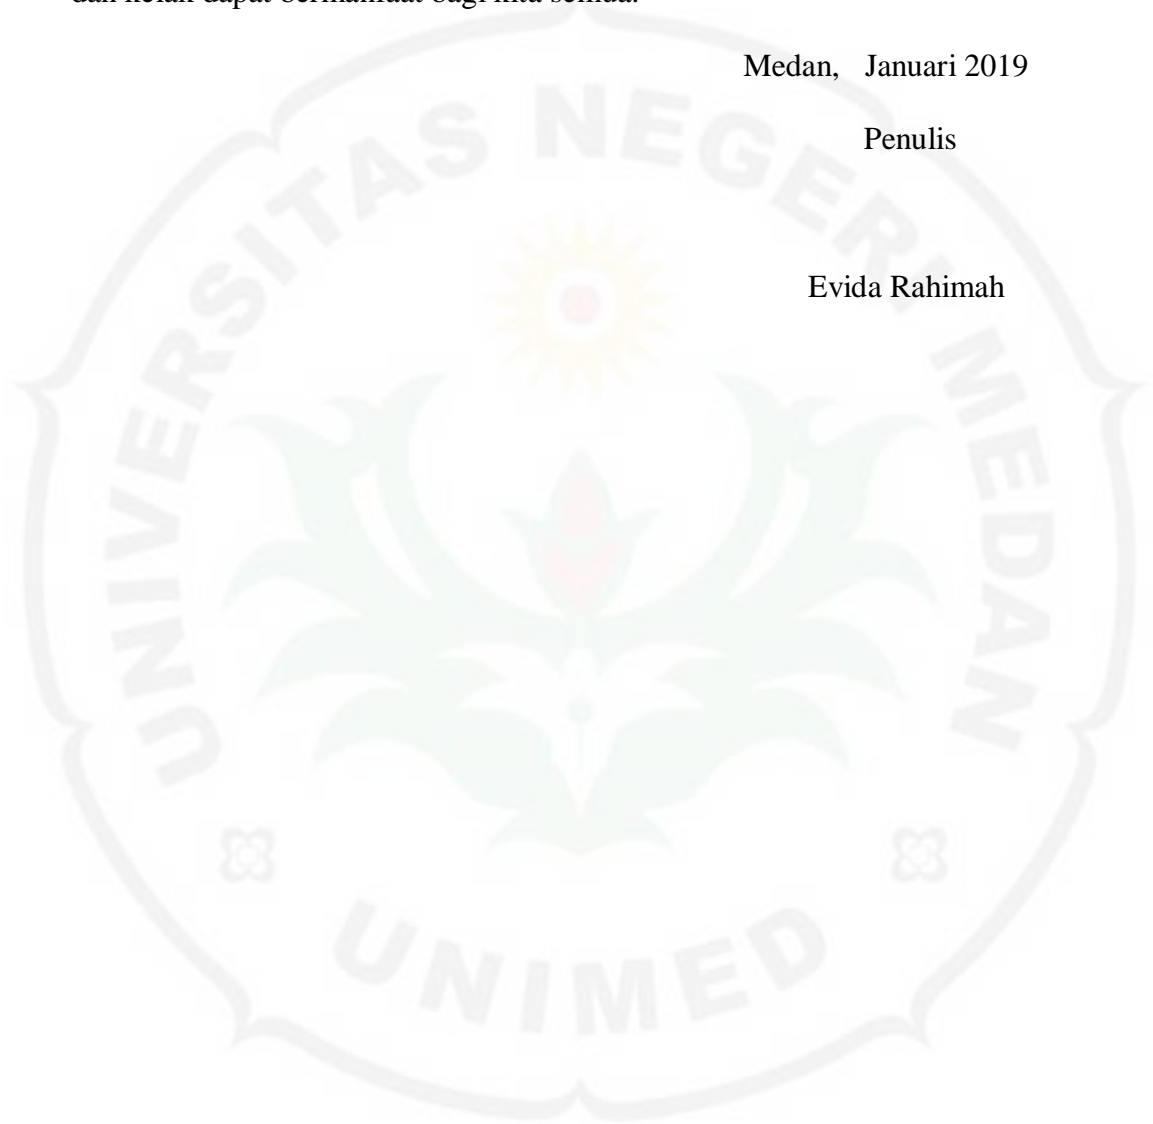 dan kelak dapat bermanfaat bagi kita semua.
Medan, Januari 2019
Penulis
Evida Rahimah
UNIVERSITAS NEGERI MEDAN
UNIMED